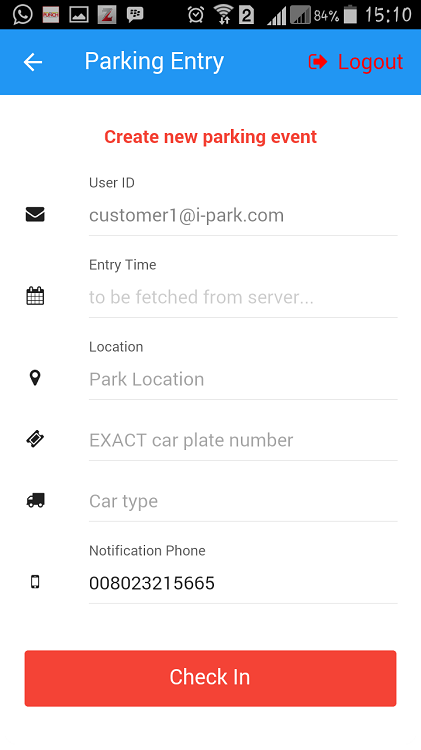 2 84% 15:10
Parking Entry Logout
Create new parking event
User ID
customer1@i-park.com
Entry Time
to be fetched from server...
Location
Park Location
EXACT car plate number
Car type
Notification Phone
008023215665
Check In